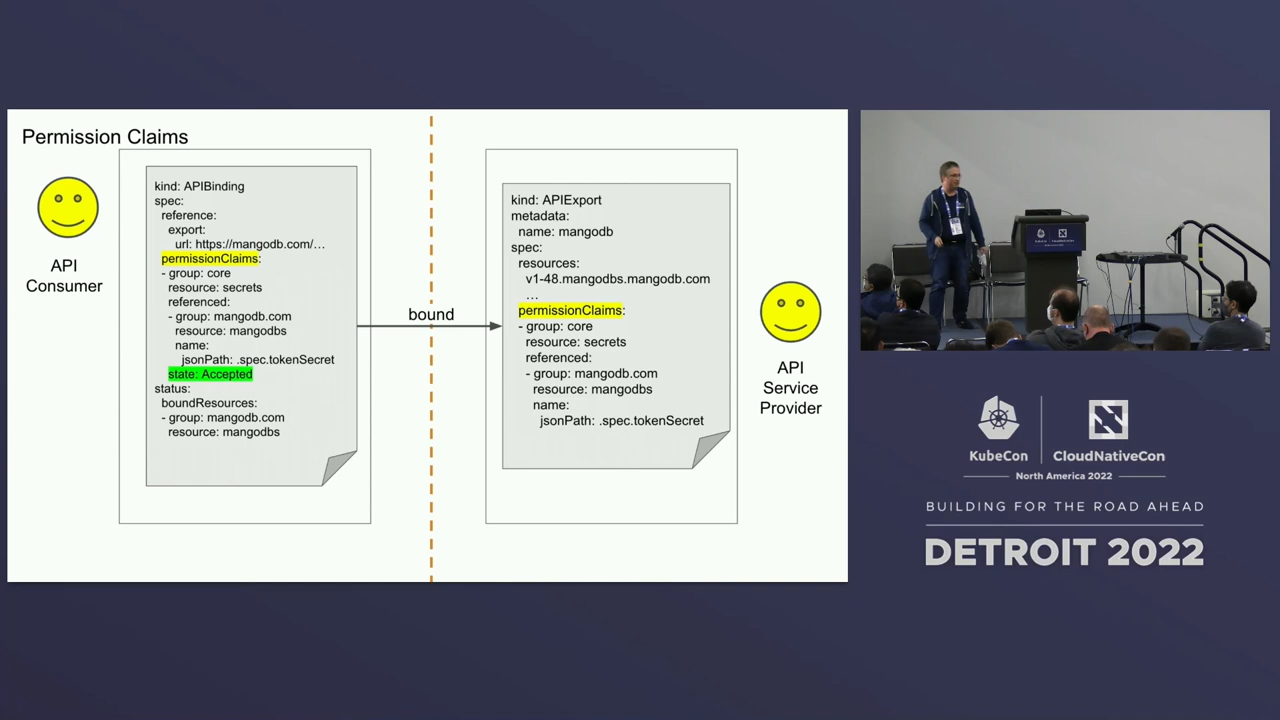 Permission Claims
API
Consumer
kind: APIBinding
spec:
reference:
export:
url: https://mangodb.com/…
permissionClaims:
- group: core
resource: secrets
referenced:
- group: mangodb.com
resource: mangodbs
name:
jsonPath: .spec.tokenSecret
state: Accepted
status:
boundResources:
- group: mangodb.com
resource: mangodbs
bound
kind: APIExport
metadata:
name: mangodb
spec:
resources:
v1-48.mangodbs.mangodb.com
…
permissionClaims:
- group: core
resource: secrets
referenced:
- group: mangodb.com
resource: mangodbs
name:
jsonPath: .spec.tokenSecret
API
Service
Provider
KubeCon
CloudNativeCon
North America 2022
BUILDING FOR THE ROAD AHEAD
DETROIT 2022